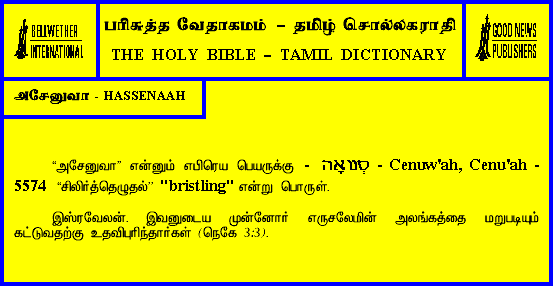 BELLWETHER
INTERNATIONAL
பரிசுத்த வேதாகமம் – தமிழ் சொல்லகராதி
THE HOLY BIBLE – TAMIL DICTIONARY
GOOD NEWS
PUBLISHERS
அசேனுவா - HASSENAAH
“அசேனுவா” என்னும் எபிரெய பெயருக்கு - - Cenuw'ah, Cenu'ah -
5574 “சிலிர்த்தெழுதல்” "bristling" என்று பொருள்.
இஸ்ரவேலன். இவனுடைய முன்னோர் எருசலேமின் அலங்கத்தை மறுபடியும்
கட்டுவதற்கு உதவிபுரிந்தார்கள் (நெகே 3:3).